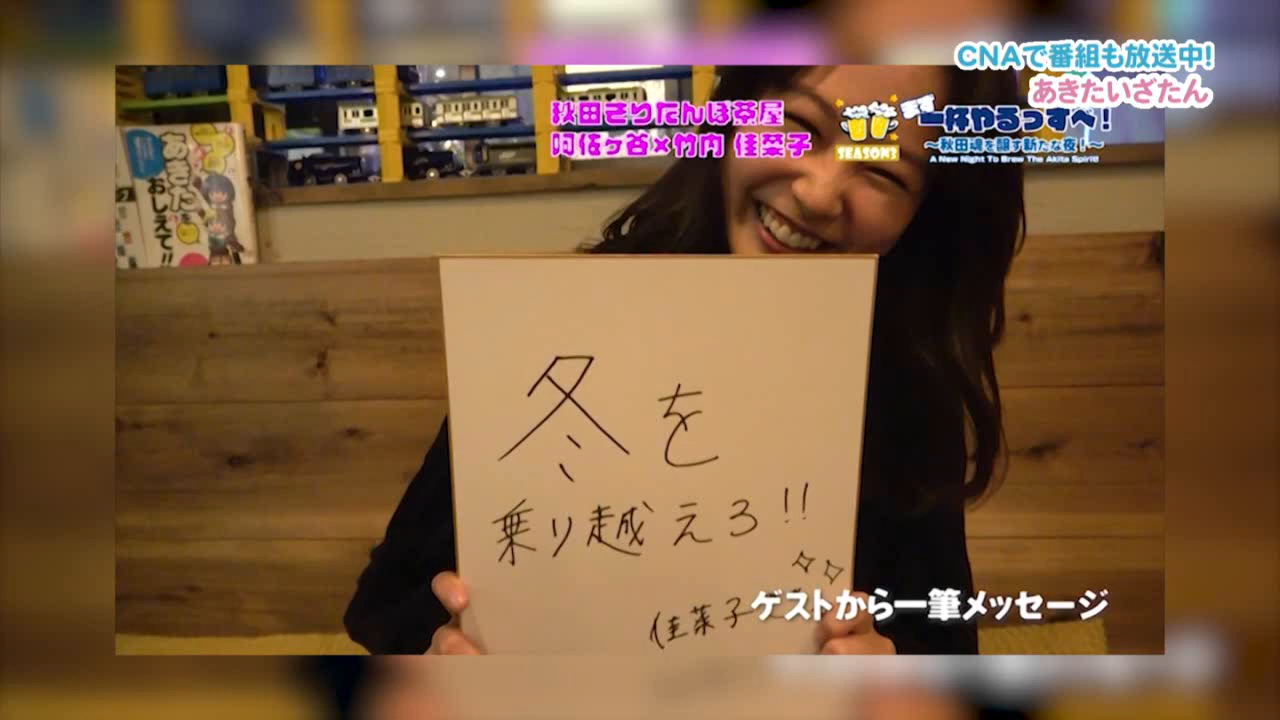 CNAで番組も放送中!
あきたいざたん
秋田きりたんぽ茶屋
阿佐ヶ谷×竹内 佳菜子
まず
一杯やるっすべ!
SEASON3
～秋田魂を醸す新たな夜!～
A New Night To Brew The Akita Spirit!
あきたを
おしえて!!
冬を
乗り越えろ!!
佳菜子
ゲストから一筆メッセージ